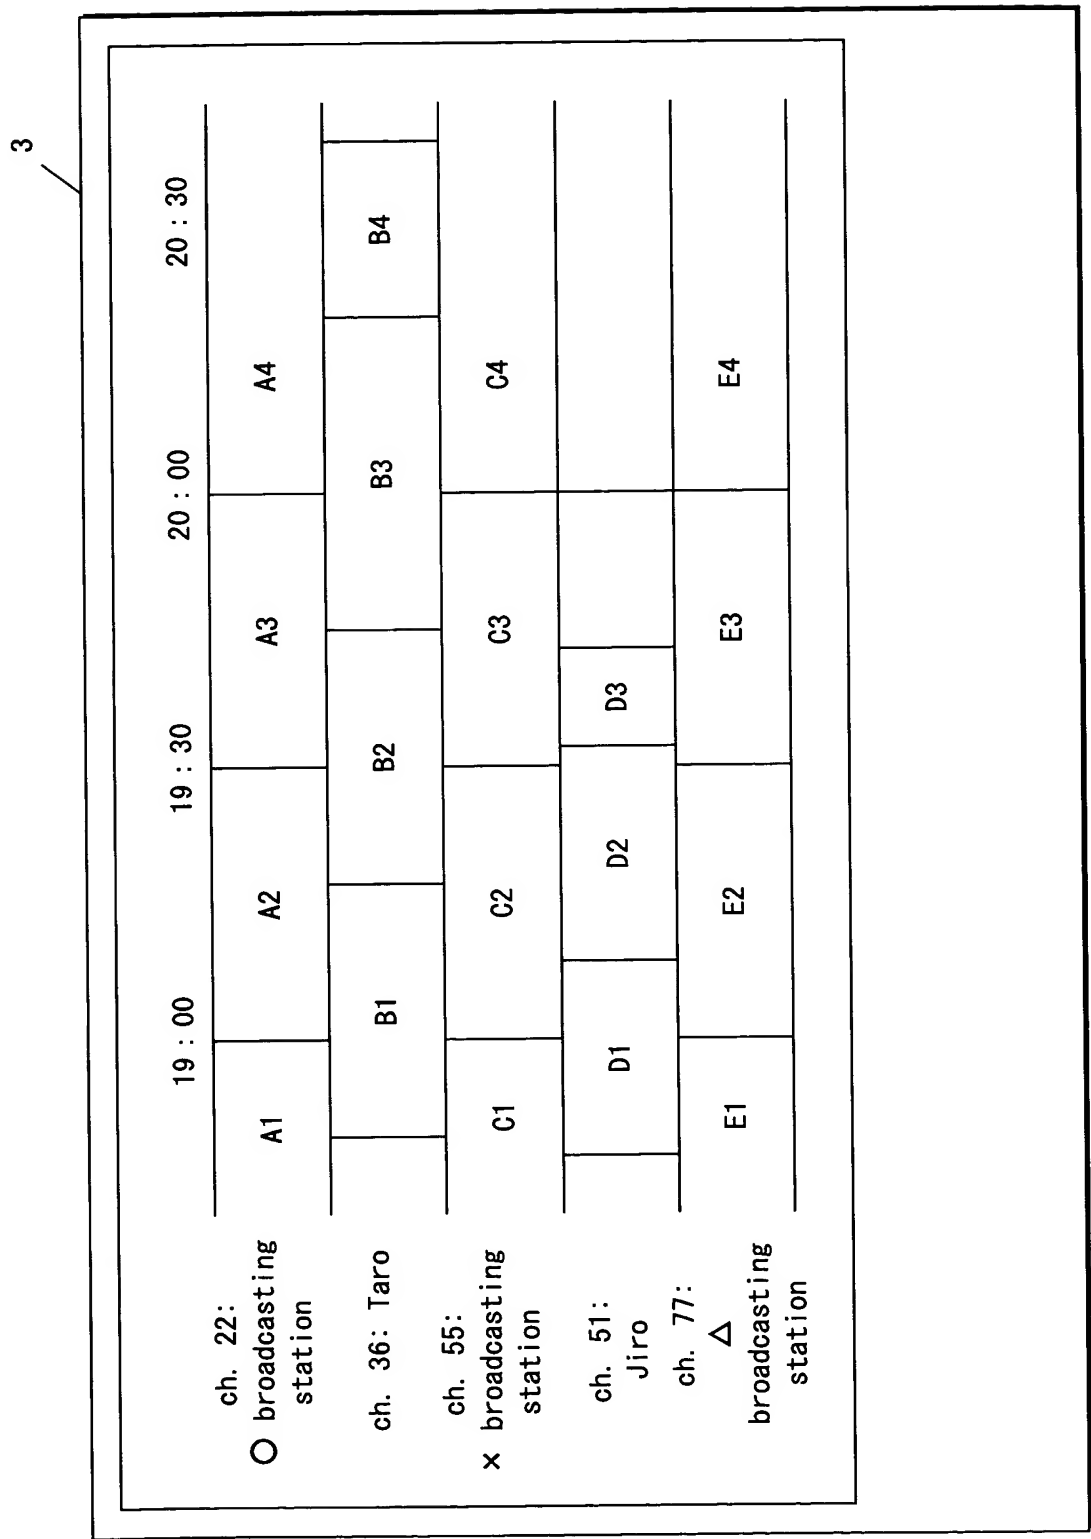 3
19:00
19:30
20:00
20:30
ch. 22:
○ broadcasting
station
A1
A2
A3
A4
ch. 36: Taro
B1
B2
B3
B4
ch. 55:
× broadcasting
station
C1
C2
C3
C4
ch. 51:
Jiro
D1
D2
D3
ch. 77:
△
broadcasting
station
E1
E2
E3
E4